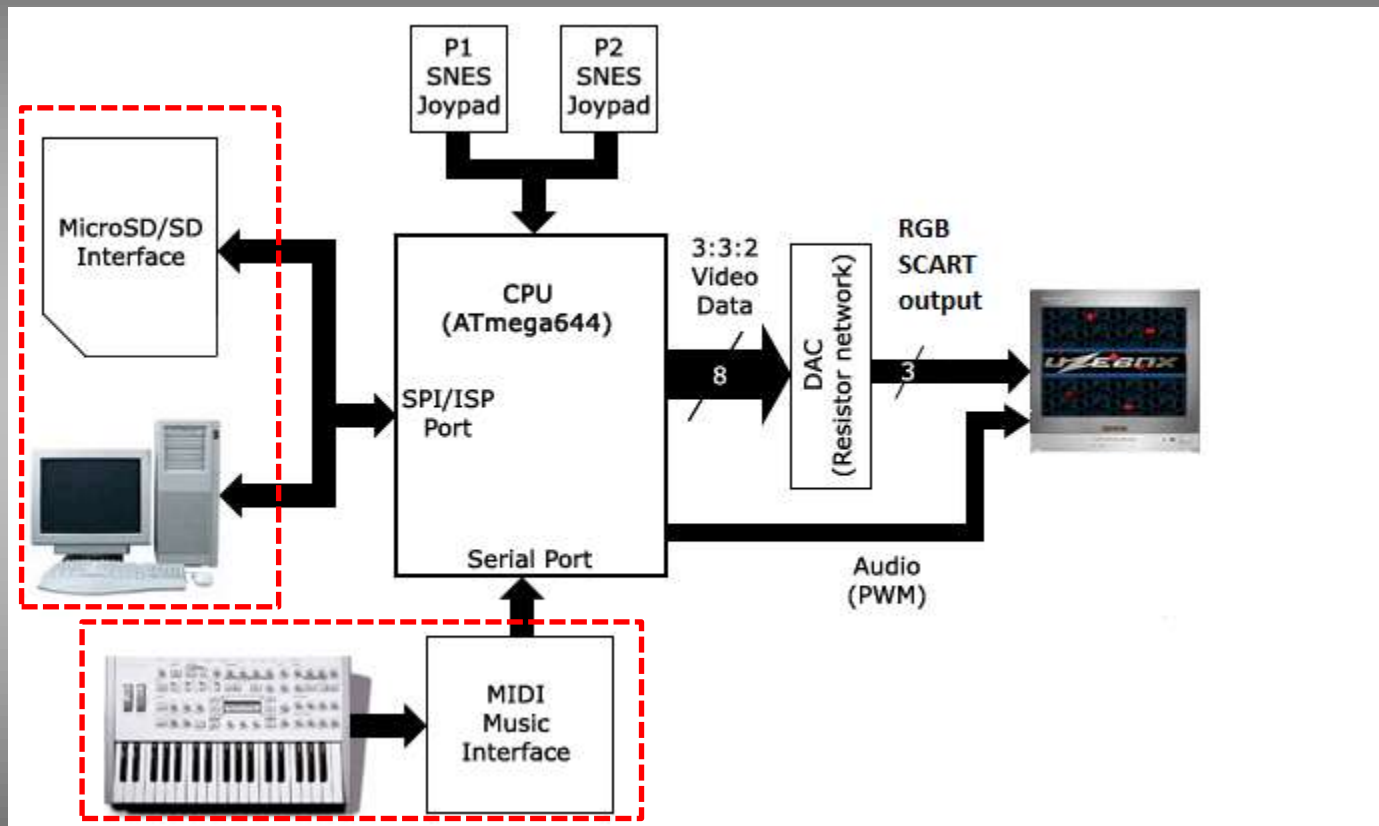 P1
SNES
Joypad
P2
SNES
Joypad
MicroSD/SD
Interface
CPU
(ATmega644)
SPI/ISP
Port
Serial Port
3:3:2
Video
Data
8
DAC
(Resistor network)
RGB
SCART
output
3
UZEBOX
Audio
(PWM)
MIDI
Music
Interface